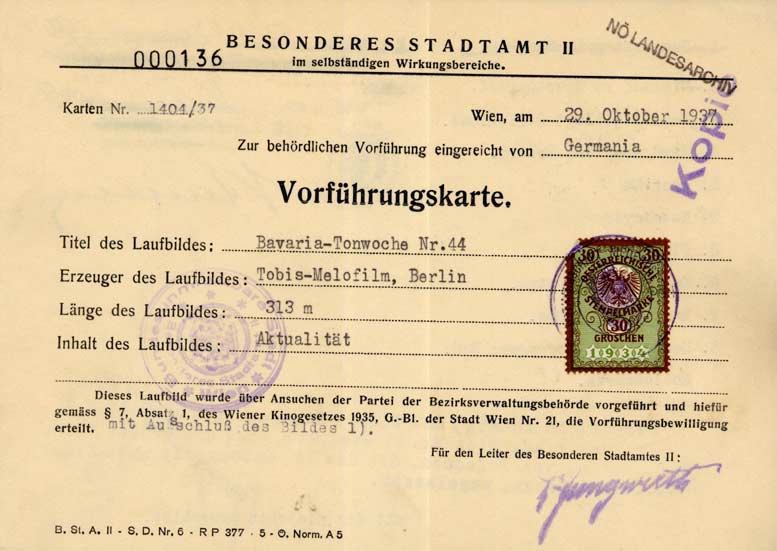 BESONDERES STADTAMT II
000136
im selbständigen Wirkungsbereiche.
NÖ LANDESARCHIV
Kopie
Karten Nr. 1404/37
Wien, am 29. Oktober 1937
Zur behördlichen Vorführung eingereicht von Germania
Vorführungskarte.
Titel des Laufbildes: Bavaria-Tonwoche Nr.44
Erzeuger des Laufbildes: Tobis-Melofilm, Berlin
Länge des Laufbildes: 313 m
Inhalt des Laufbildes: Aktualität
30 30
ÖSTERREICHISCHE
STEMPELMARKE
30
GROSCHEN
1934
Dieses Laufbild wurde über Ansuchen der Partei der Bezirksverwaltungsbehörde vorgeführt und hiefür
gemäss § 7, Absatz 1, des Wiener Kinogesetzes 1935, G.-Bl. der Stadt Wien Nr. 21, die Vorführungsbewilligung
erteilt. mit Ausschluß des Bildes 1).
Für den Leiter des Besonderen Stadtamtes II:
Jungwirth
B. St. A. II - S. D. Nr. 6 - R P 377 - 5 - Ö. Norm. A 5